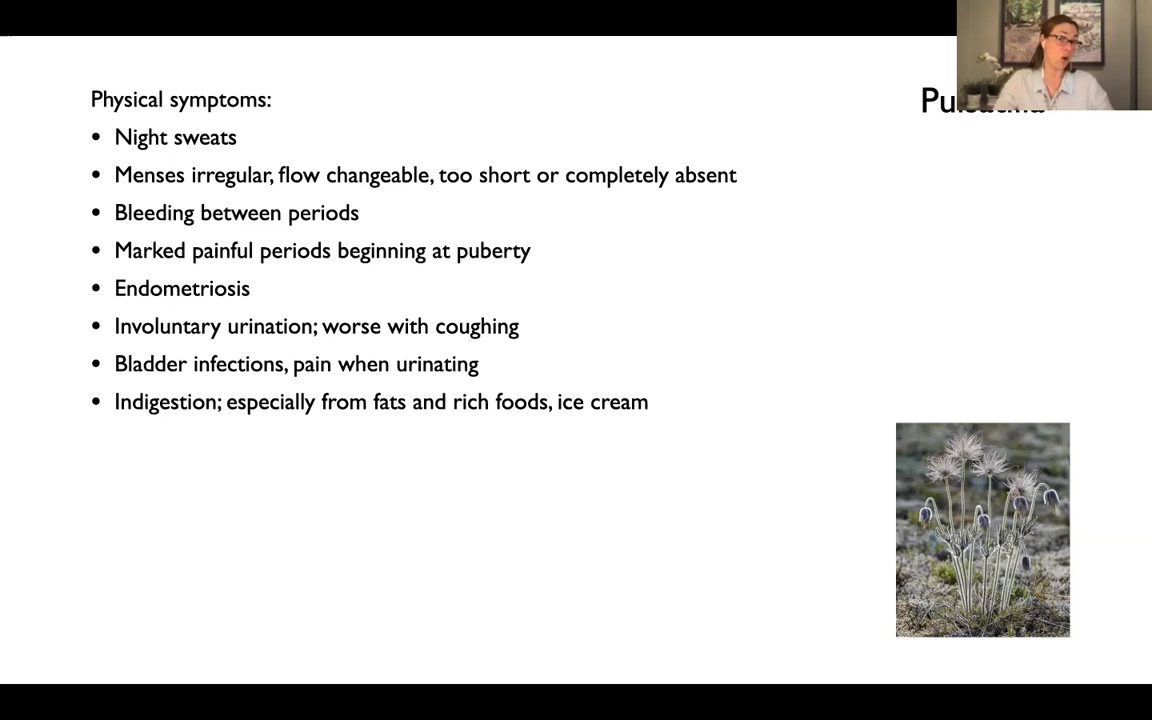 Physical symptoms:
• Night sweats
• Menses irregular, flow changeable, too short or completely absent
• Bleeding between periods
• Marked painful periods beginning at puberty
• Endometriosis
• Involuntary urination; worse with coughing
• Bladder infections, pain when urinating
• Indigestion; especially from fats and rich foods, ice cream